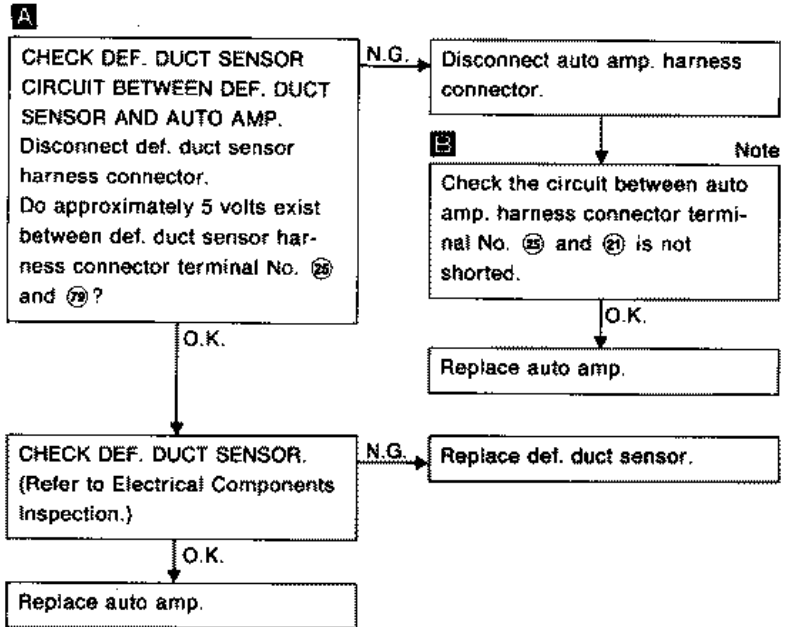 A
CHECK DEF. DUCT SENSOR
CIRCUIT BETWEEN DEF. DUCT
SENSOR AND AUTO AMP.
Disconnect def. duct sensor
harness connector.
Do approximately 5 volts exist
between def. duct sensor har-
ness connector terminal No. ㉖
and 79?
N.G.
Disconnect auto amp. harness
connector.
B
Note
Check the circuit between auto
amp. harness connector termi-
nal No. ㉕ and ㉑ is not
shorted.
O.K.
Replace auto amp.
O.K.
CHECK DEF. DUCT SENSOR.
(Refer to Electrical Components
Inspection.)
N.G.
Replace def. duct sensor.
O.K.
Replace auto amp.